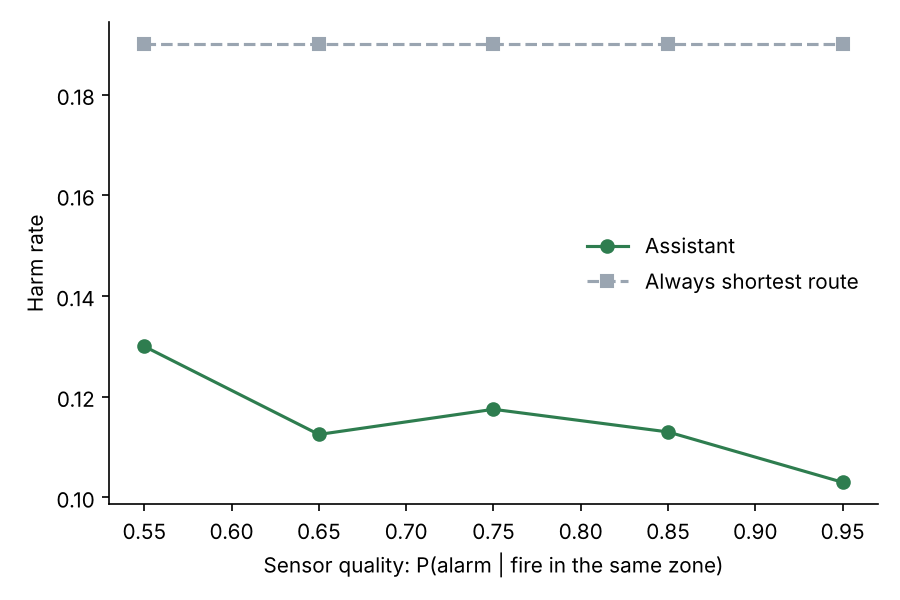 Harm rate
0.18
0.16
0.14
0.12
0.10
Assistant
Always shortest route
0.55 0.60 0.65 0.70 0.75 0.80 0.85 0.90 0.95
Sensor quality: P(alarm | fire in the same zone)